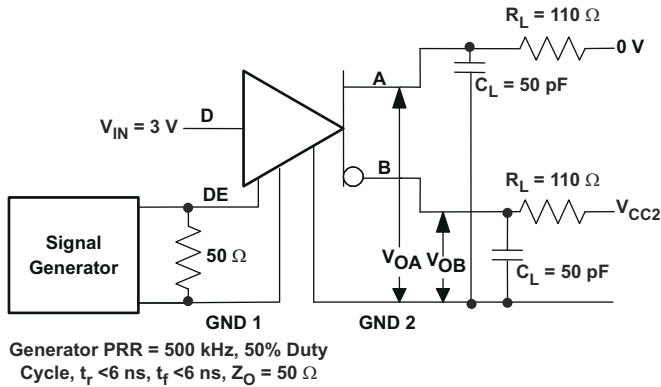 R_L = 110 Ω
0 V
A
C_L = 50 pF
D
V_IN = 3 V
B
R_L = 110 Ω
DE
V_CC2
Signal
Generator
50 Ω
V_OA
V_OB
C_L = 50 pF
GND 1
GND 2
Generator PRR = 500 kHz, 50% Duty
Cycle, t_r <6 ns, t_f <6 ns, Z_O = 50 Ω